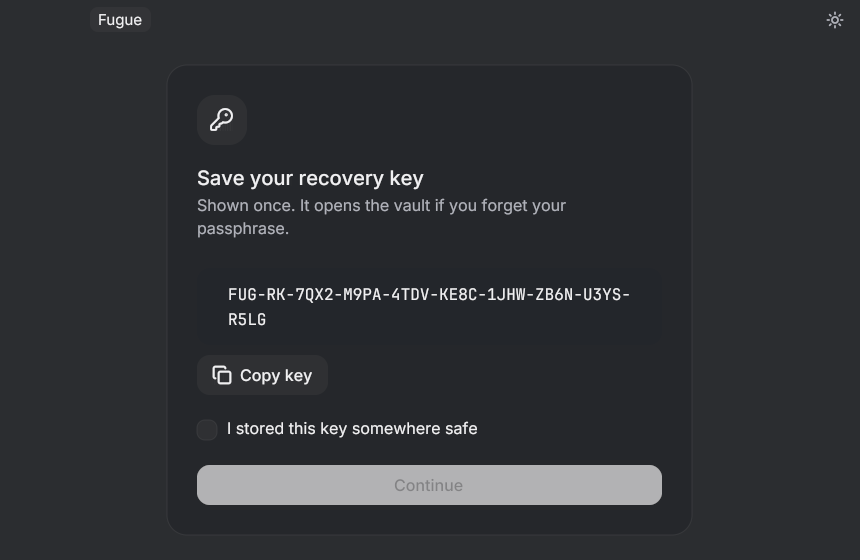 Fugue
Save your recovery key
Shown once. It opens the vault if you forget your
passphrase.
FUG-RK-7QX2-M9PA-4TDV-KE8C-1JHW-ZB6N-U3YS-
R5LG
Copy key
I stored this key somewhere safe
Continue